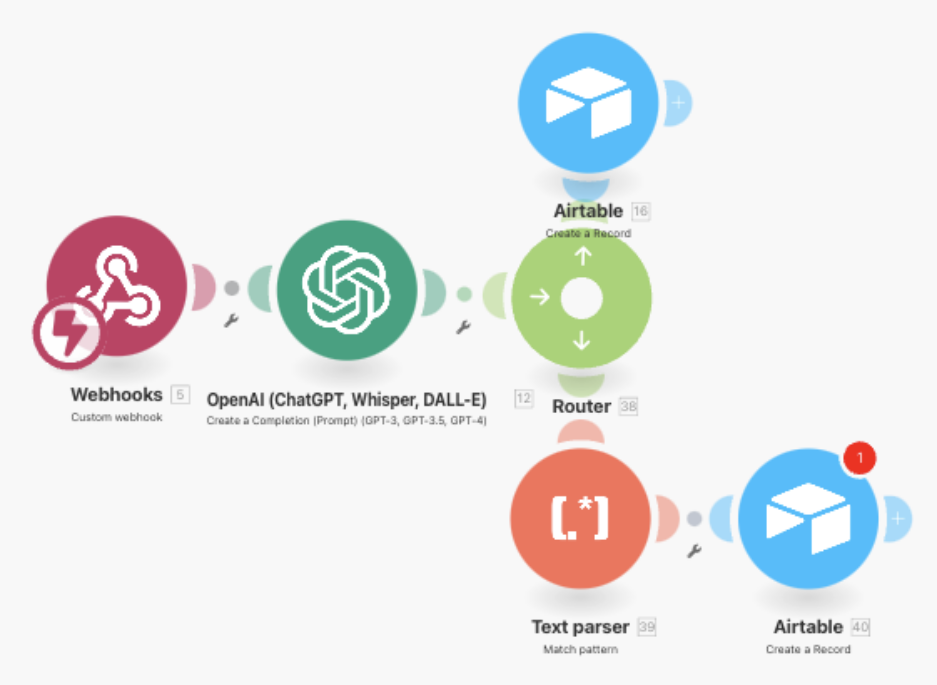 Airtable 16
Create a Record
Webhooks 5
Custom webhook
OpenAI (ChatGPT, Whisper, DALL-E) 12
Create a Completion (Prompt) (GPT-3, GPT-3.5, GPT-4)
Router 38
[.*]
Text parser 39
Match pattern
1
Airtable 40
Create a Record